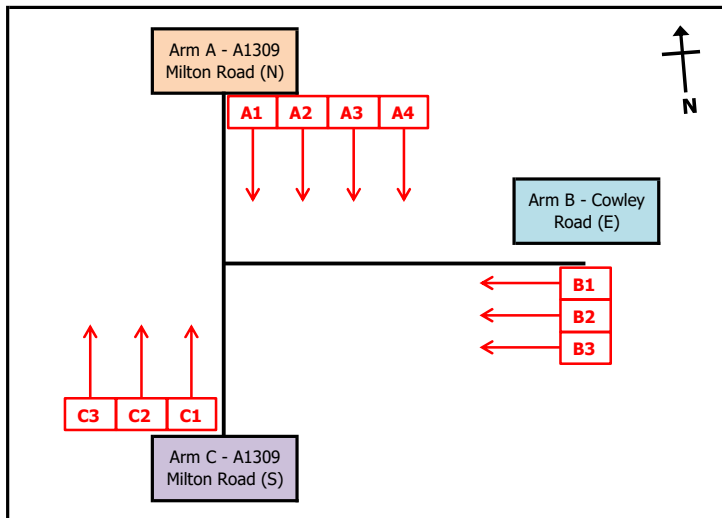 Arm A - A1309
Milton Road (N)
A1 A2 A3 A4
N
Arm B - Cowley
Road (E)
B1
B2
B3
C3 C2 C1
Arm C - A1309
Milton Road (S)